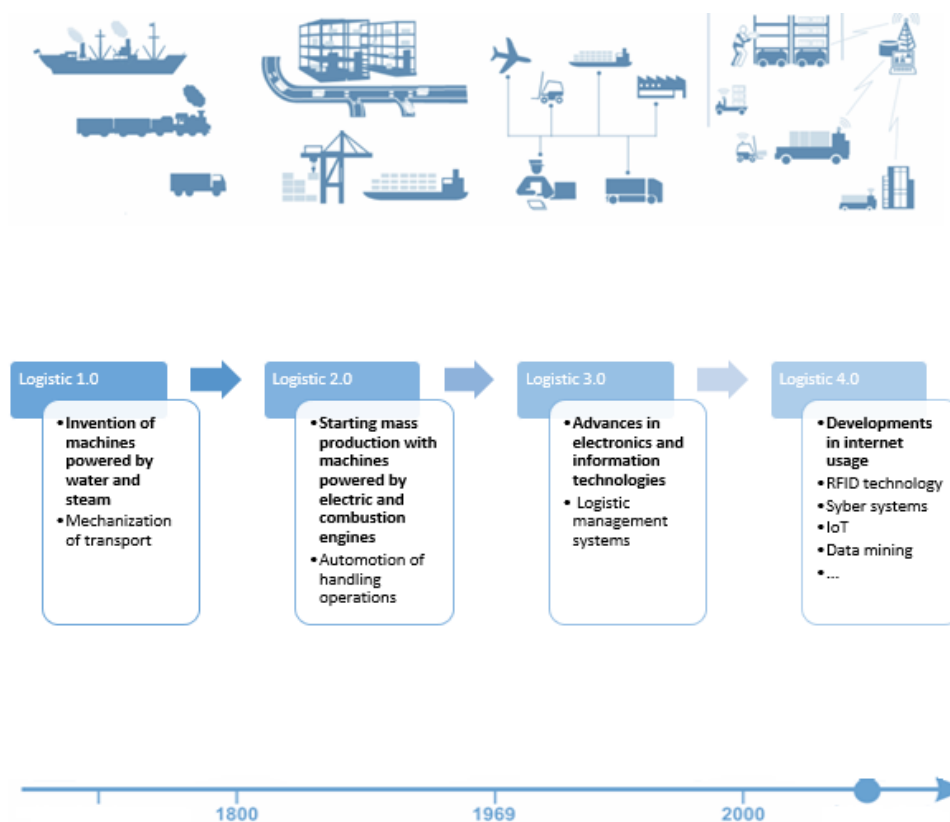 Logistic 1.0
•Invention of
machines
powered by
water and
steam
•Mechanization
of transport
Logistic 2.0
•Starting mass
production with
machines
powered by
electric and
combustion
engines
•Automotion of
handling
operations
Logistic 3.0
•Advances in
electronics and
information
technologies
• Logistic
management
systems
Logistic 4.0
•Developments
in internet
usage
•RFID technology
•Syber systems
•IoT
•Data mining
•...
1800
1969
2000